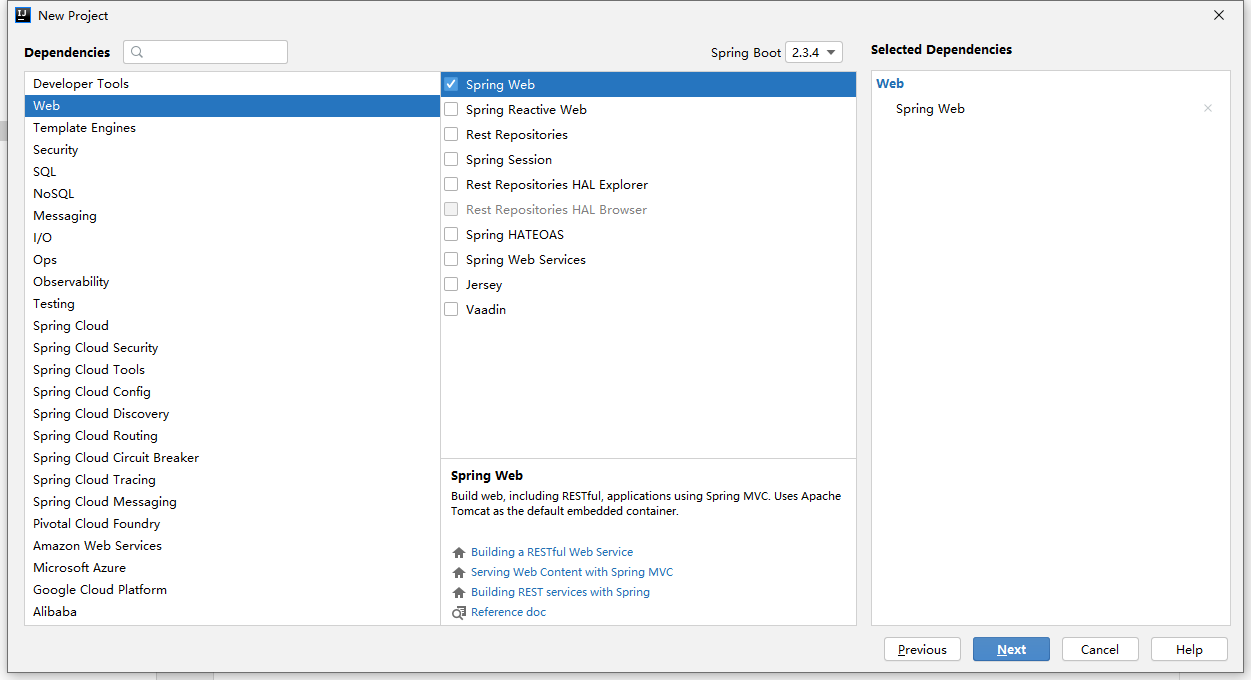 New Project
Dependencies
Spring Boot 2.3.4
Selected Dependencies
Developer Tools
Web
Template Engines
Security
SQL
NoSQL
Messaging
I/O
Ops
Observability
Testing
Spring Cloud
Spring Cloud Security
Spring Cloud Tools
Spring Cloud Config
Spring Cloud Discovery
Spring Cloud Routing
Spring Cloud Circuit Breaker
Spring Cloud Tracing
Spring Cloud Messaging
Pivotal Cloud Foundry
Amazon Web Services
Microsoft Azure
Google Cloud Platform
Alibaba
Spring Web
Spring Reactive Web
Rest Repositories
Spring Session
Rest Repositories HAL Explorer
Rest Repositories HAL Browser
Spring HATEOAS
Spring Web Services
Jersey
Vaadin
Spring Web
Build web, including RESTful, applications using Spring MVC. Uses Apache
Tomcat as the default embedded container.
Building a RESTful Web Service
Serving Web Content with Spring MVC
Building REST services with Spring
Reference doc
Web
Spring Web
Previous
Next
Cancel
Help